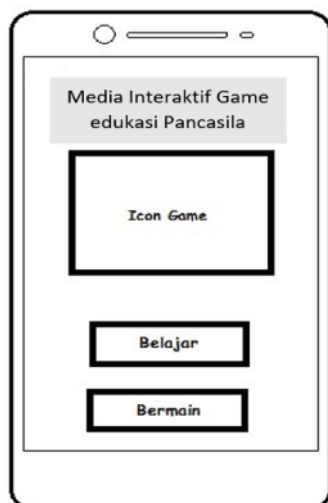 Media Interaktif Game
edukasi Pancasila
Icon Game
Belajar
Bermain